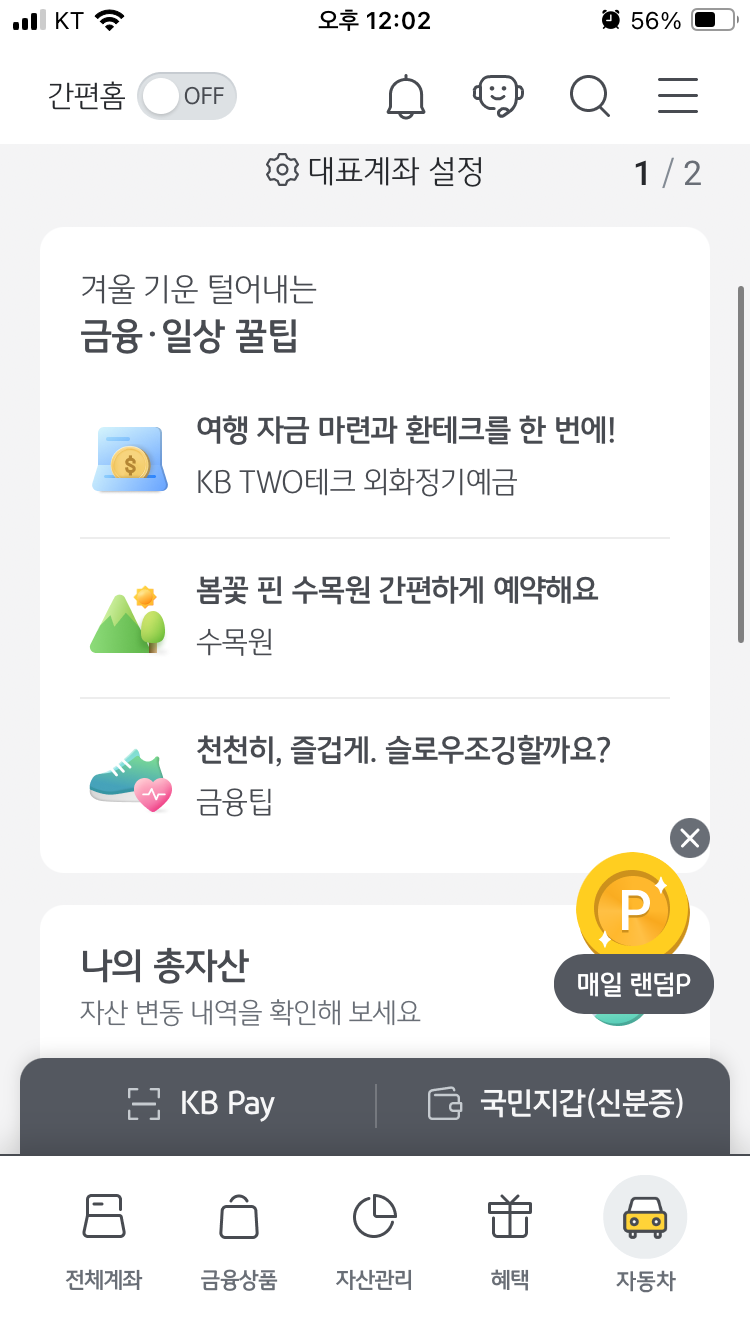 KT 오후 12:02 56%
간편홈 OFF
대표계좌 설정 1 / 2
겨울 기운 털어내는
금융·일상 꿀팁
여행 자금 마련과 환테크를 한 번에!
KB TWO테크 외화정기예금
봄꽃 핀 수목원 간편하게 예약해요
수목원
천천히, 즐겁게. 슬로우조깅할까요?
금융팁
P
매일 랜덤P
나의 총자산
자산 변동 내역을 확인해 보세요
KB Pay 국민지갑(신분증)
전체계좌 금융상품 자산관리 혜택 자동차